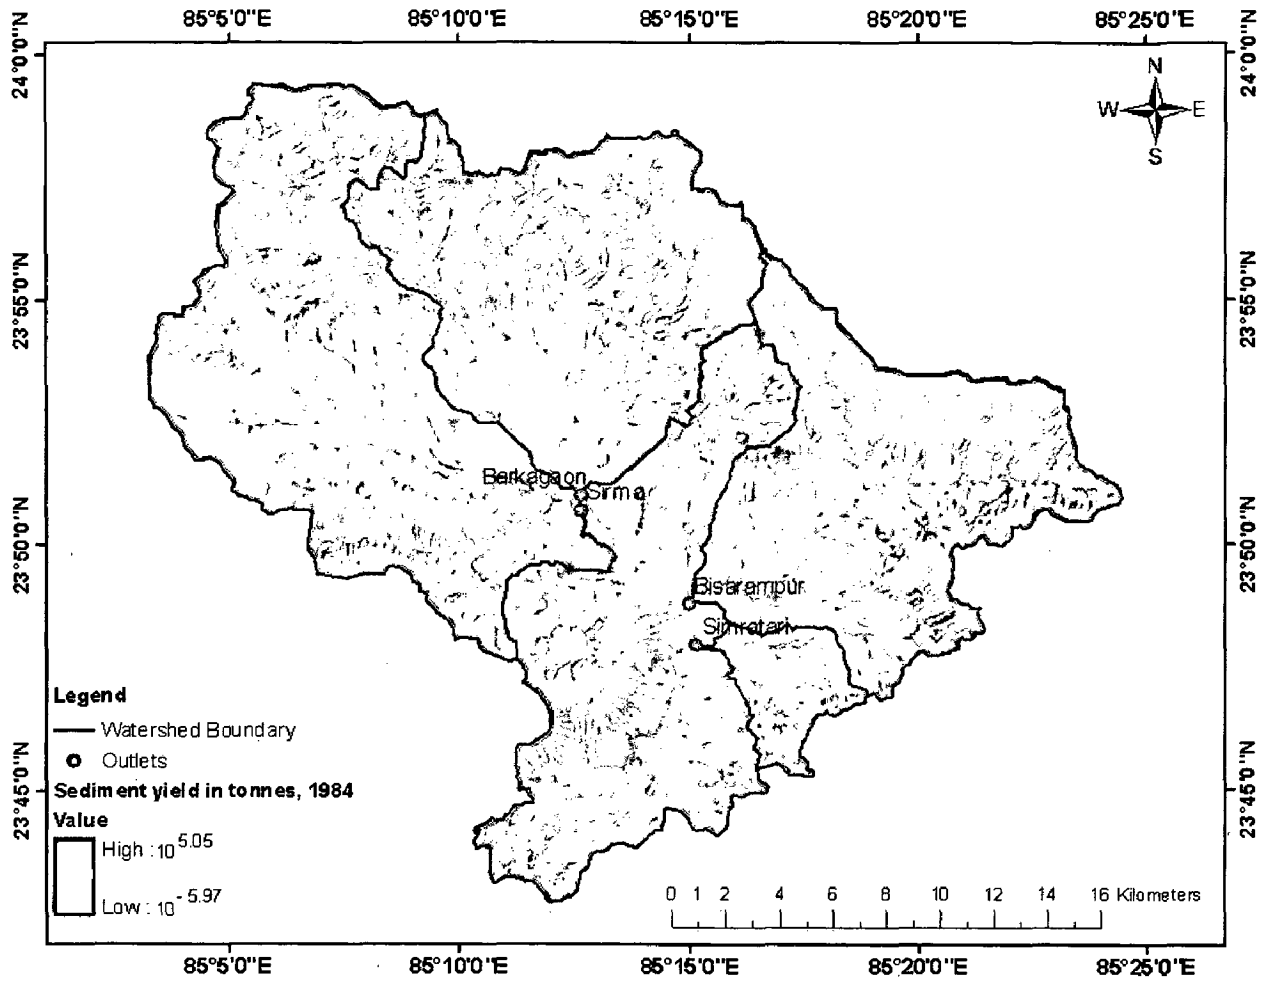 85°5'0"E 85°10'0"E 85°15'0"E 85°20'0"E 85°25'0"E
24°0'0"N
24°0'0"N
N
W E
S
23°55'0"N
23°55'0"N
Barkagaon
Sirma
23°50'0"N
23°50'0"N
Bisarampur
Simratari
Legend
Watershed Boundary
Outlets
Sediment yield in tonnes, 1984
Value
High : 10^5.05
Low : 10^-5.97
23°45'0"N
23°45'0"N
0 1 2 4 6 8 10 12 14 16 Kilometers
85°5'0"E 85°10'0"E 85°15'0"E 85°20'0"E 85°25'0"E